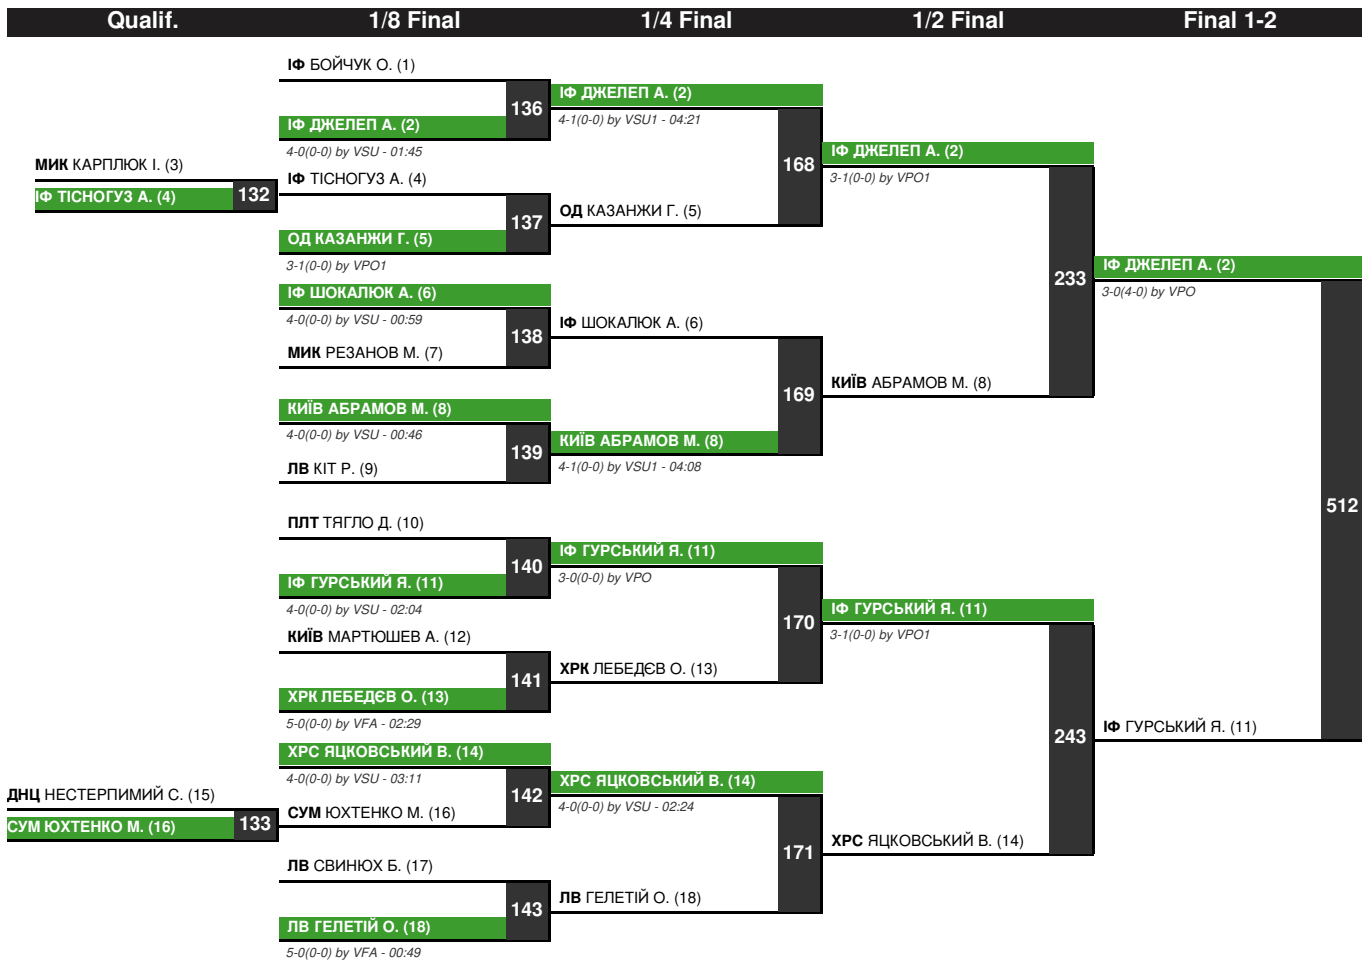 Qualif. 1/8 Final 1/4 Final 1/2 Final Final 1-2
ІФ БОЙЧУК О. (1)
136
ІФ ДЖЕЛЕП А. (2)
4-0(0-0) by VSU - 01:45
МИК КАРПЛЮК І. (3)
ІФ ТІСНОГУЗ А. (4)
132
ІФ ТІСНОГУЗ А. (4)
137
ОД КАЗАНЖИ Г. (5)
3-1(0-0) by VPO1
ІФ ШОКАЛЮК А. (6)
4-0(0-0) by VSU - 00:59
138
МИК РЕЗАНОВ М. (7)
КИЇВ АБРАМОВ М. (8)
4-0(0-0) by VSU - 00:46
139
ЛВ КІТ Р. (9)
ПЛТ ТЯГЛО Д. (10)
140
ІФ ГУРСЬКИЙ Я. (11)
4-0(0-0) by VSU - 02:04
КИЇВ МАРТЮШЕВ А. (12)
141
ХРК ЛЕБЕДЄВ О. (13)
5-0(0-0) by VFA - 02:29
ХРС ЯЦКОВСЬКИЙ В. (14)
4-0(0-0) by VSU - 03:11
142
ДНЦ НЕСТЕРПИМИЙ С. (15)
СУМ ЮХТЕНКО М. (16)
133
СУМ ЮХТЕНКО М. (16)
ЛВ СВИНЮХ Б. (17)
143
ЛВ ГЕЛЕТІЙ О. (18)
5-0(0-0) by VFA - 00:49
ІФ ДЖЕЛЕП А. (2)
4-1(0-0) by VSU1 - 04:21
168
ОД КАЗАНЖИ Г. (5)
ІФ ШОКАЛЮК А. (6)
169
КИЇВ АБРАМОВ М. (8)
4-1(0-0) by VSU1 - 04:08
ІФ ГУРСЬКИЙ Я. (11)
3-0(0-0) by VPO
170
ХРК ЛЕБЕДЄВ О. (13)
ХРС ЯЦКОВСЬКИЙ В. (14)
4-0(0-0) by VSU - 02:24
171
ЛВ ГЕЛЕТІЙ О. (18)
ІФ ДЖЕЛЕП А. (2)
3-1(0-0) by VPO1
233
КИЇВ АБРАМОВ М. (8)
ІФ ГУРСЬКИЙ Я. (11)
3-1(0-0) by VPO1
243
ХРС ЯЦКОВСЬКИЙ В. (14)
ІФ ДЖЕЛЕП А. (2)
3-0(4-0) by VPO
512
ІФ ГУРСЬКИЙ Я. (11)